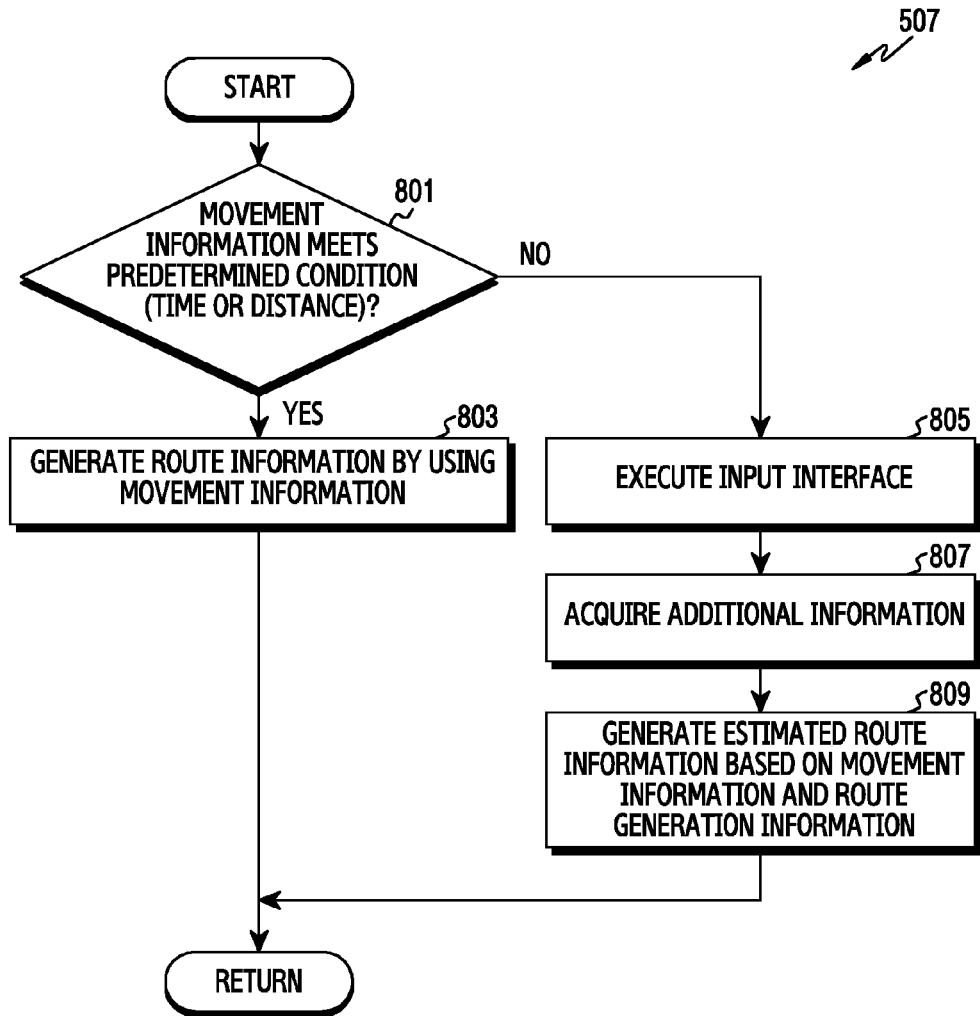 507
START
801
MOVEMENT
INFORMATION MEETS
PREDETERMINED CONDITION
(TIME OR DISTANCE)?
NO
YES
803
GENERATE ROUTE INFORMATION BY USING
MOVEMENT INFORMATION
805
EXECUTE INPUT INTERFACE
807
ACQUIRE ADDITIONAL INFORMATION
809
GENERATE ESTIMATED ROUTE
INFORMATION BASED ON MOVEMENT
INFORMATION AND ROUTE
GENERATION INFORMATION
RETURN